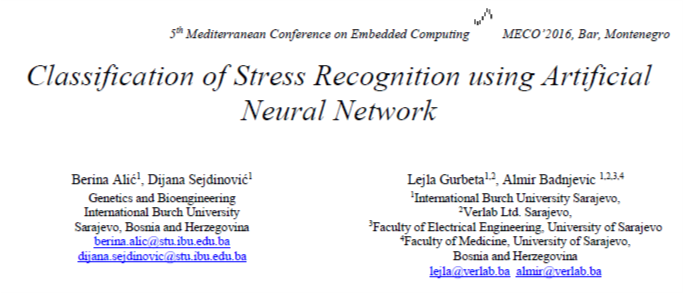 5th Mediterranean Conference on Embedded Computing MECO'2016, Bar, Montenegro
Classification of Stress Recognition using Artificial
Neural Network
Berina Alić1, Dijana Sejdinović1
Genetics and Bioengineering
International Burch University
Sarajevo, Bosnia and Herzegovina
berina.alic@stu.ibu.edu.ba
dijana.sejdinovic@stu.ibu.edu.ba
Lejla Gurbeta1,2, Almir Badnjevic 1,2,3,4
1International Burch University Sarajevo,
2Verlab Ltd. Sarajevo,
3Faculty of Electrical Engineering, University of Sarajevo
4Faculty of Medicine, University of Sarajevo,
Bosnia and Herzegovina
lejla@verlab.ba almir@verlab.ba